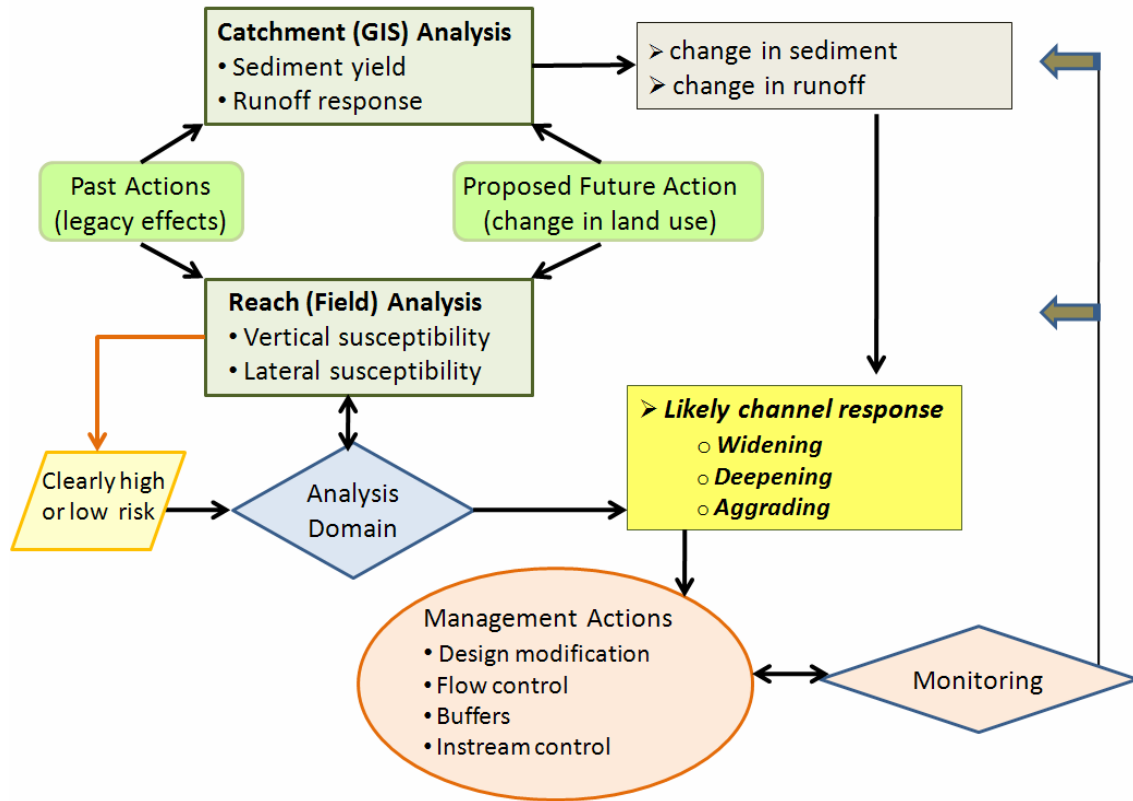 Catchment (GIS) Analysis
• Sediment yield
• Runoff response
➢ change in sediment
➢ change in runoff
Past Actions
(legacy effects)
Proposed Future Action
(change in land use)
Reach (Field) Analysis
• Vertical susceptibility
• Lateral susceptibility
➢ Likely channel response
o Widening
o Deepening
o Aggrading
Clearly high
or low risk
Analysis
Domain
Management Actions
• Design modification
• Flow control
• Buffers
• Instream control
Monitoring